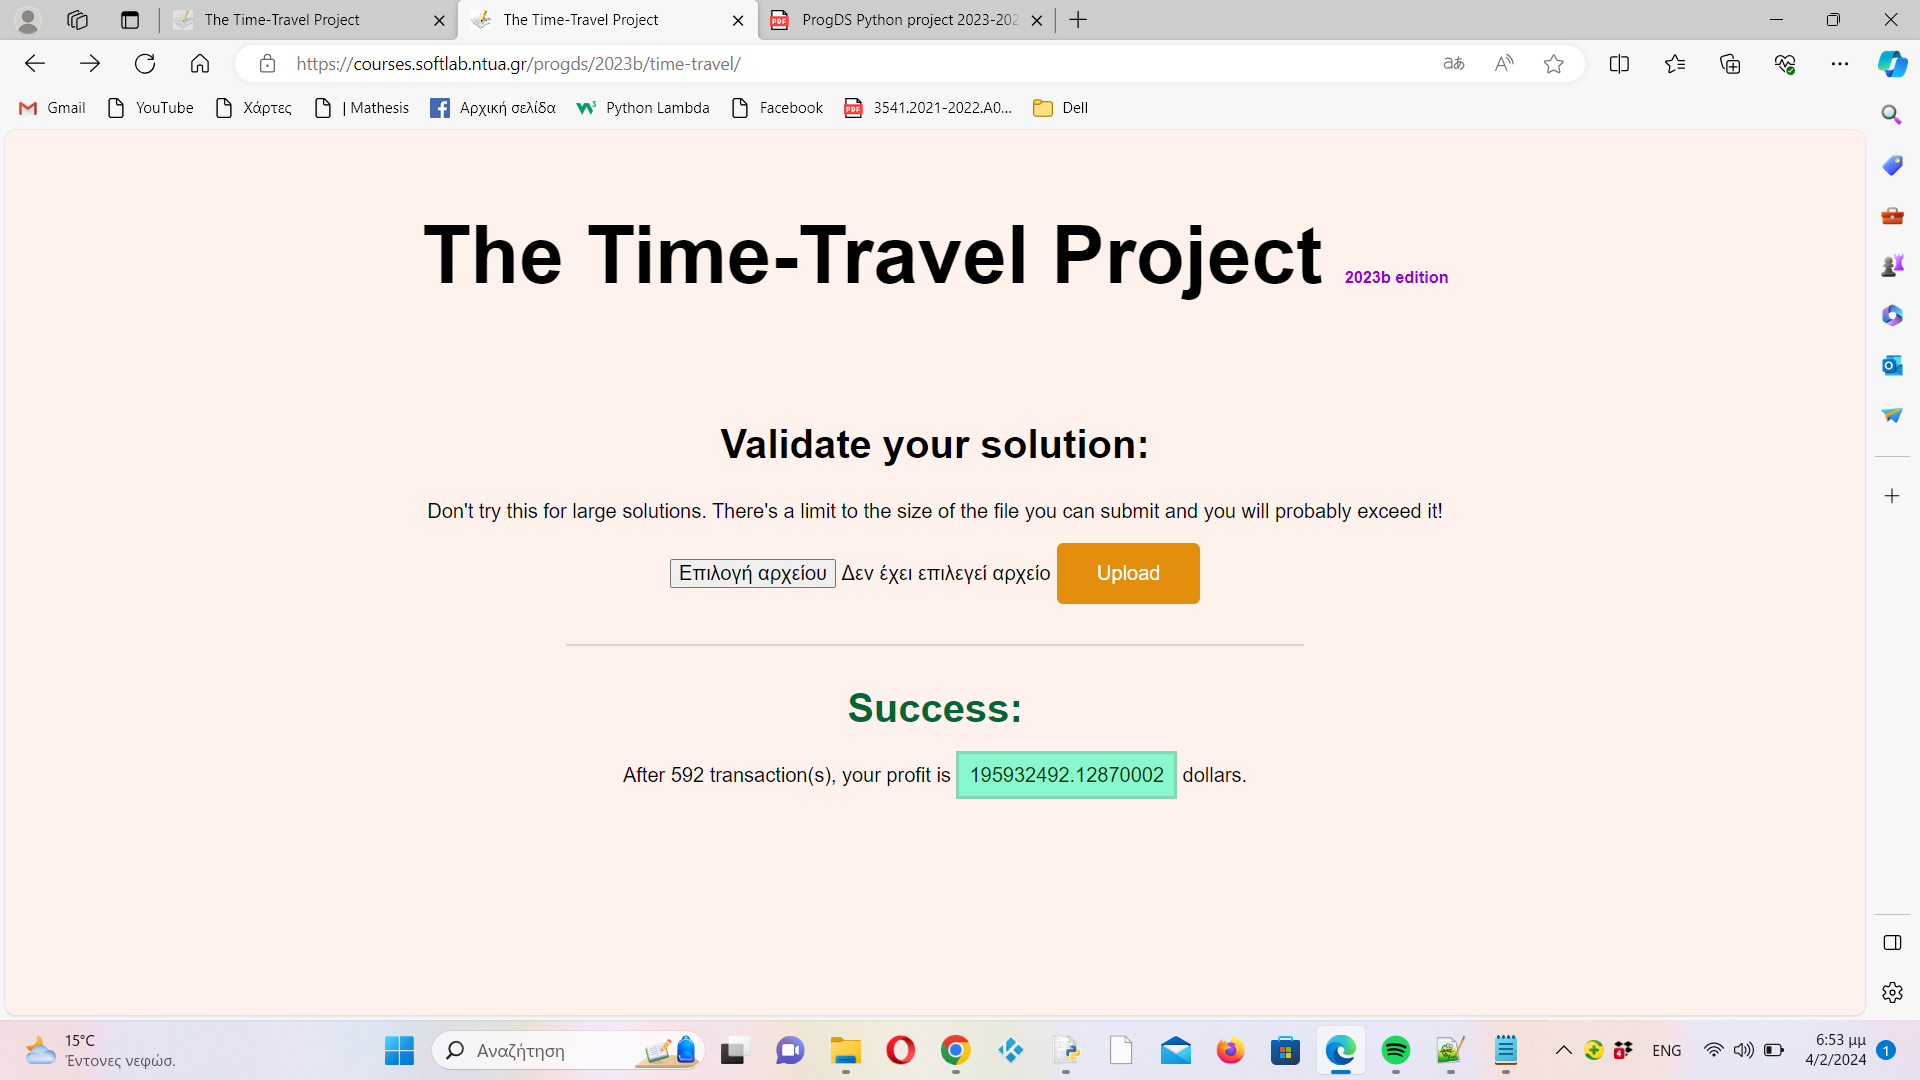 The Time-Travel Project
The Time-Travel Project
ProgDS Python project 2023-202
https://courses.softlab.ntua.gr/progds/2023b/time-travel/
Gmail
YouTube
Χάρτες
| Mathesis
Αρχική σελίδα
Python Lambda
Facebook
3541.2021-2022.A0...
Dell
The Time-Travel Project 2023b edition
Validate your solution:
Don't try this for large solutions. There's a limit to the size of the file you can submit and you will probably exceed it!
Επιλογή αρχείου Δεν έχει επιλεγεί αρχείο Upload
Success:
After 592 transaction(s), your profit is 195932492.12870002 dollars.
15°C
Έντονες νεφώσ.
Αναζήτηση
ENG
6:53 μμ
4/2/2024
1